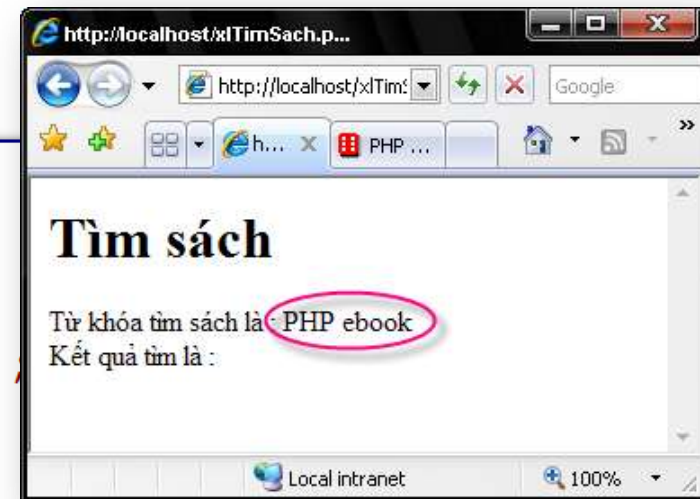 http://localhost/xlTimSach.p...
http://localhost/xlTimS
Google
h...
PHP ...
Tìm sách
Từ khóa tìm sách là : PHP ebook
Kết quả tìm là :
Local intranet
100%